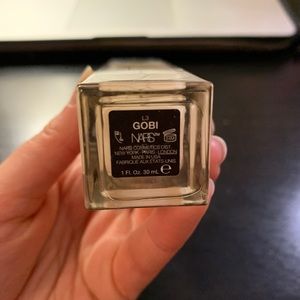 L3
GOBI
NARS
NARS COSMETICS DIST.
NEW YORK · PARIS · LONDON
MADE IN USA
FABRIQUE AUX ÉTATS-UNIS
1 Fl. Oz. 30 mL ℮